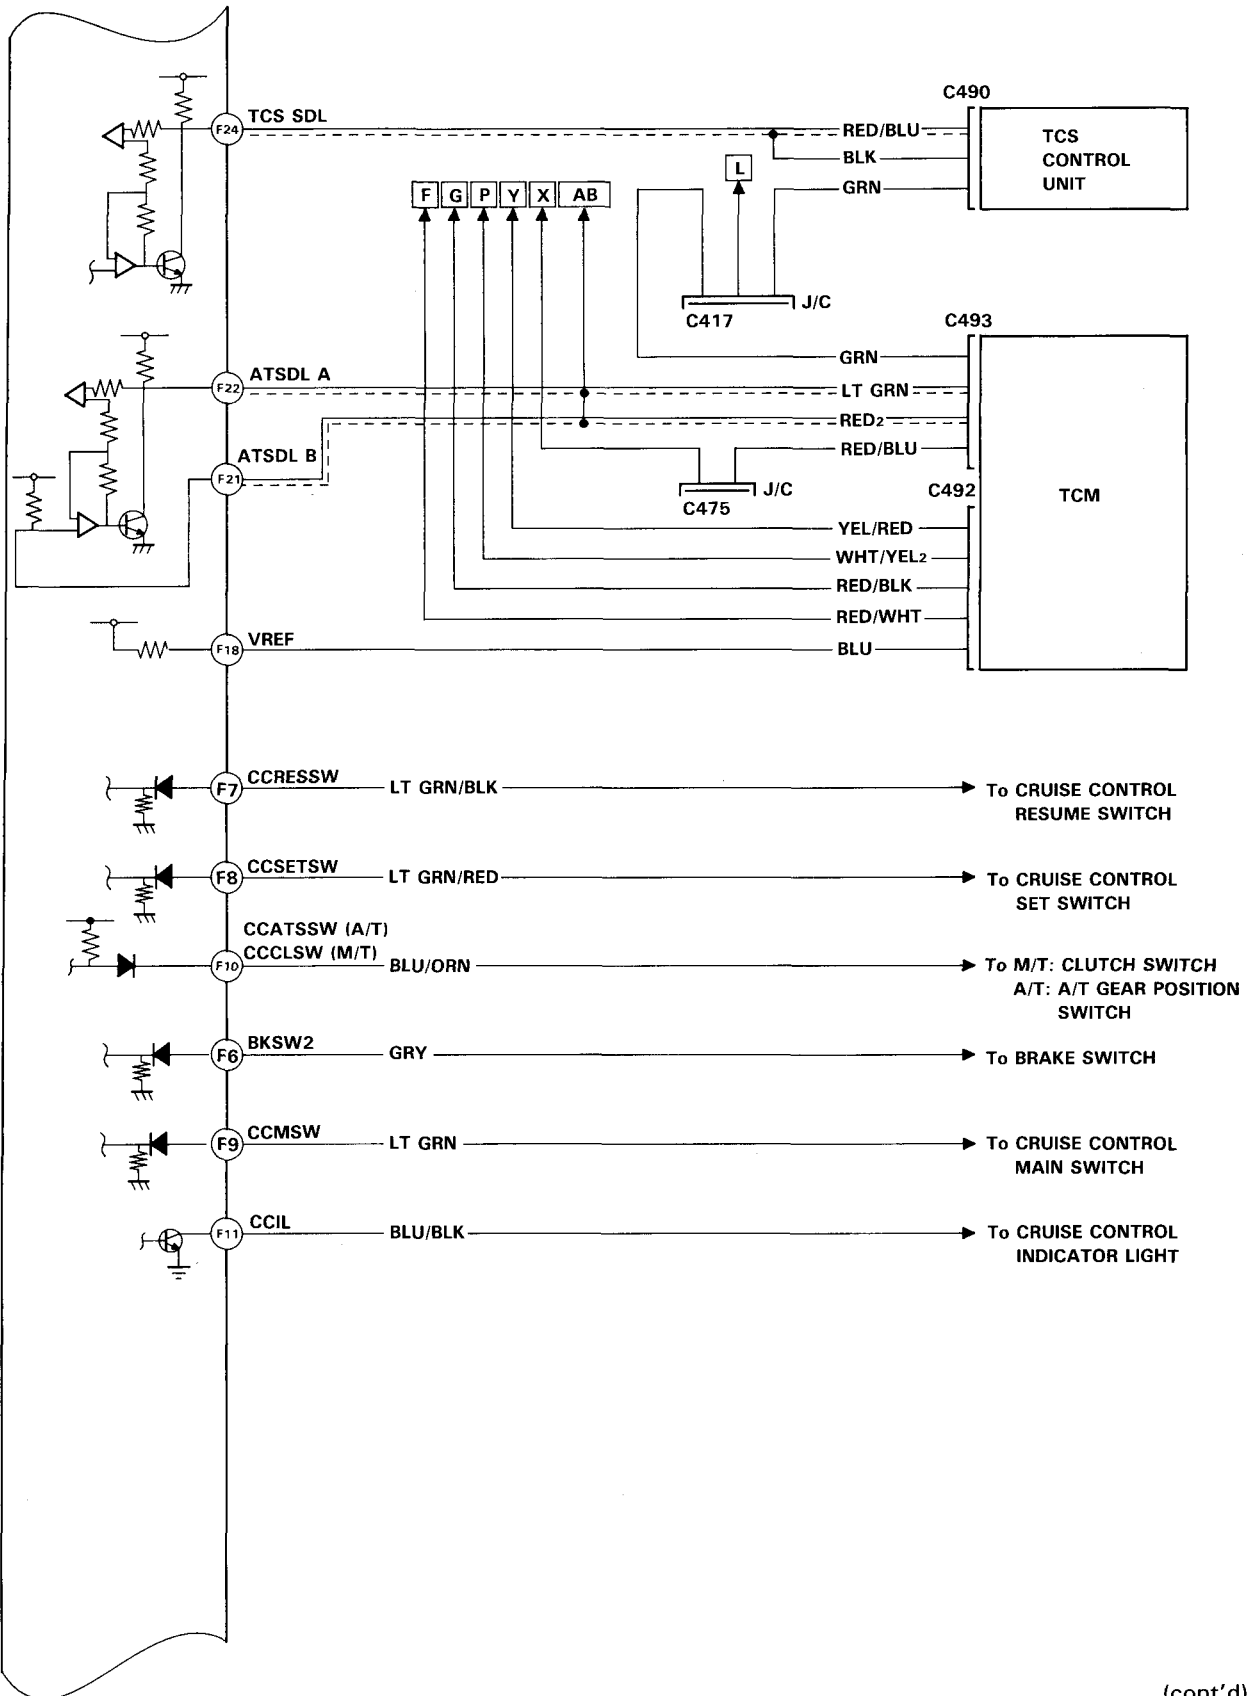 C490
F24 TCS SDL RED/BLU
TCS
CONTROL
UNIT
BLK
L
GRN
F G P Y X AB
J/C
C417
C493
GRN
F22 ATSDL A LT GRN
RED2
F21 ATSDL B RED/BLU
J/C
C475
C492
TCM
YEL/RED
WHT/YEL2
RED/BLK
RED/WHT
F18 VREF BLU
F7 CCRESSW LT GRN/BLK To CRUISE CONTROL
RESUME SWITCH
F8 CCSETSW LT GRN/RED To CRUISE CONTROL
SET SWITCH
CCATSSW (A/T)
CCCLSW (M/T)
F10 BLU/ORN To M/T: CLUTCH SWITCH
A/T: A/T GEAR POSITION
SWITCH
F6 BKSW2 GRY To BRAKE SWITCH
F9 CCMSW LT GRN To CRUISE CONTROL
MAIN SWITCH
F11 CCIL BLU/BLK To CRUISE CONTROL
INDICATOR LIGHT
(cont'd)